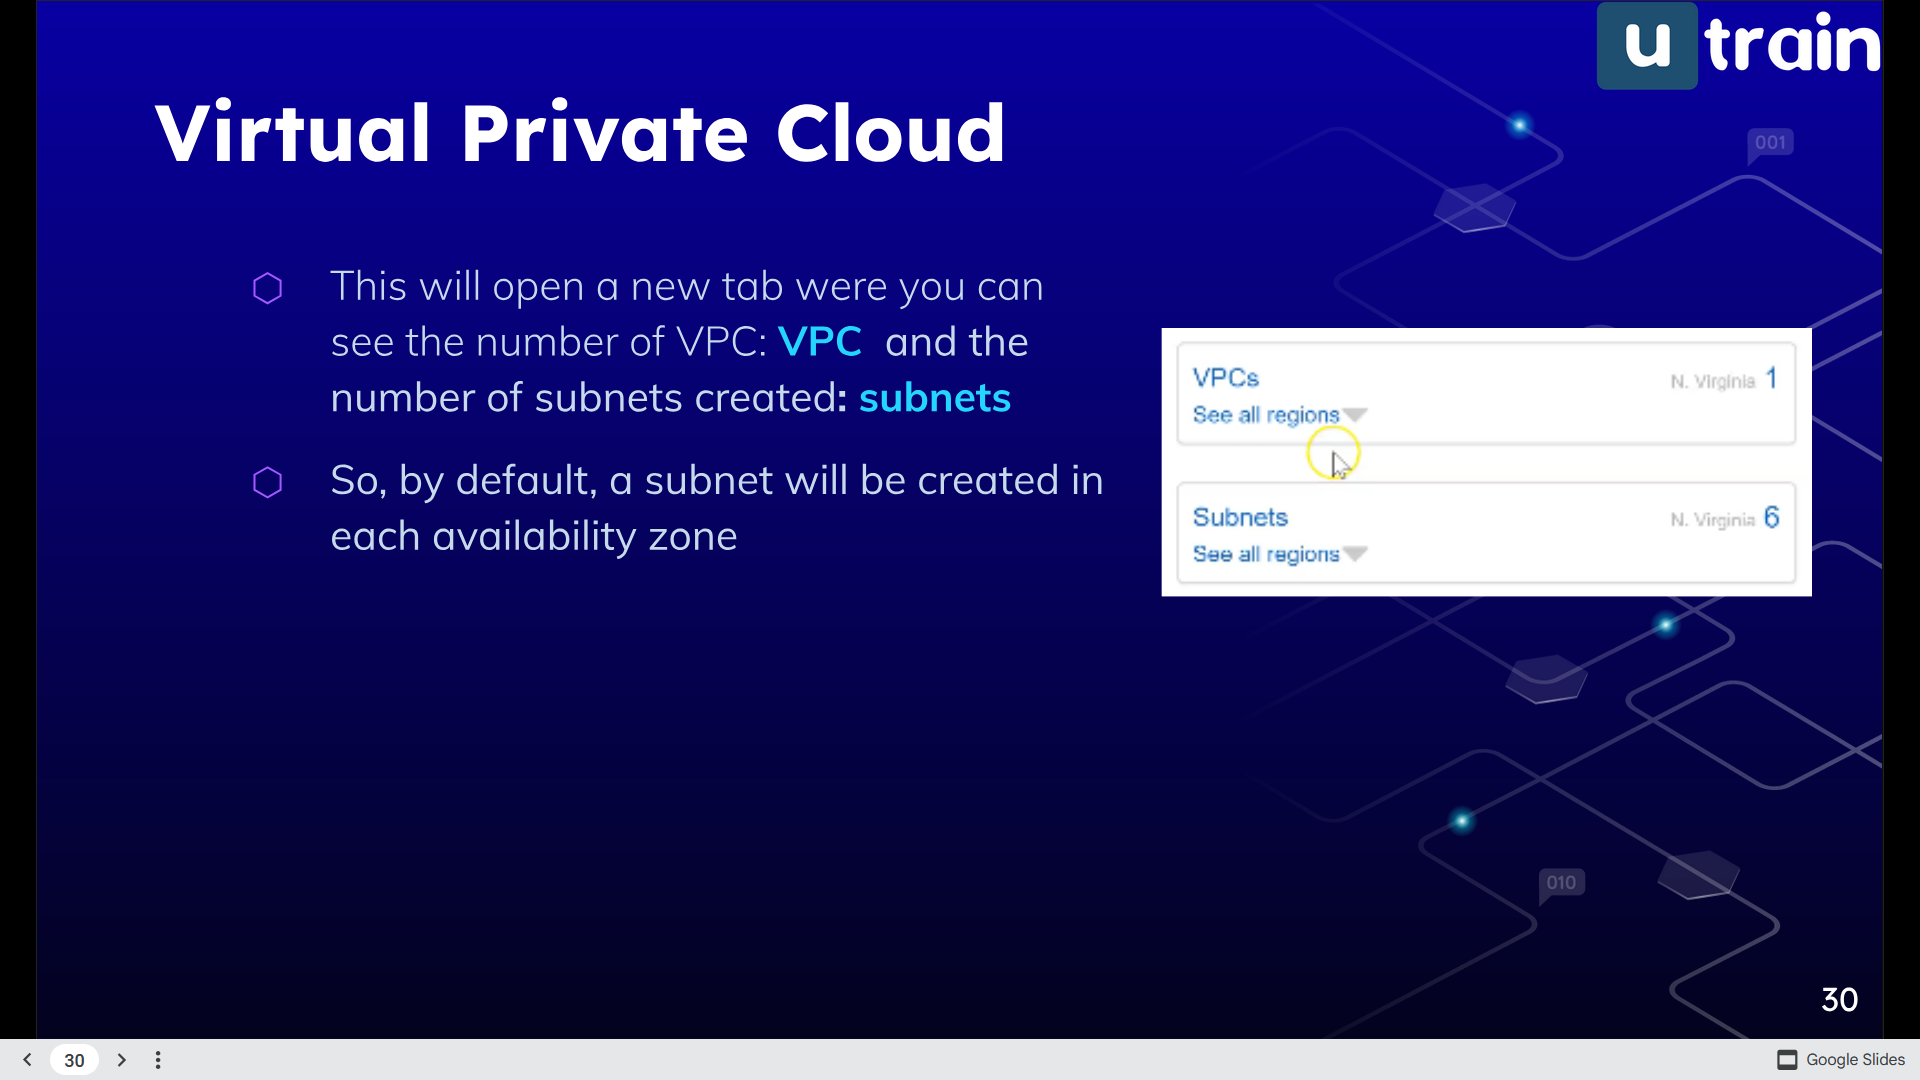 u train
Virtual Private Cloud
001
This will open a new tab were you can
see the number of VPC: VPC and the
number of subnets created: subnets
So, by default, a subnet will be created in
each availability zone
VPCs N. Virginia 1
See all regions
Subnets N. Virginia 6
See all regions
010
30
30
Google Slides